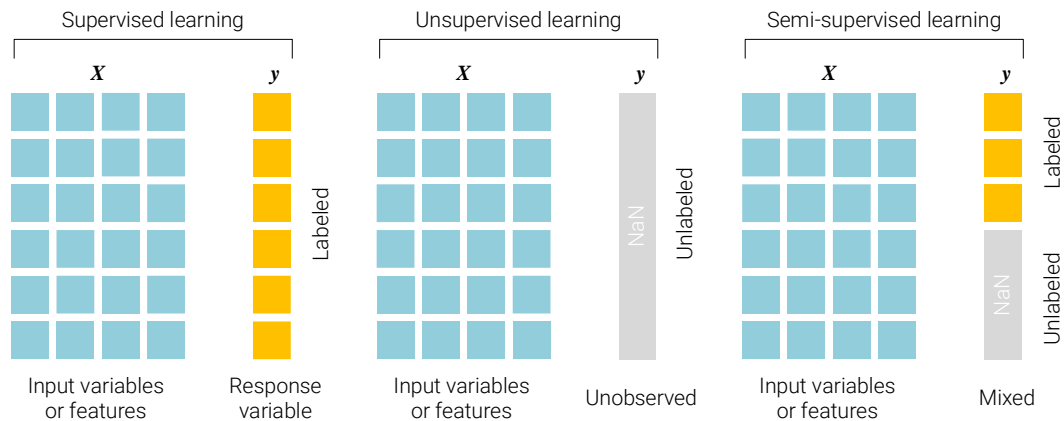 Supervised learning
X
y
Labeled
Input variables
or features
Response
variable
Unsupervised learning
X
y
NaN
Unlabeled
Input variables
or features
Unobserved
Semi-supervised learning
X
y
Labeled
NaN
Unlabeled
Input variables
or features
Mixed